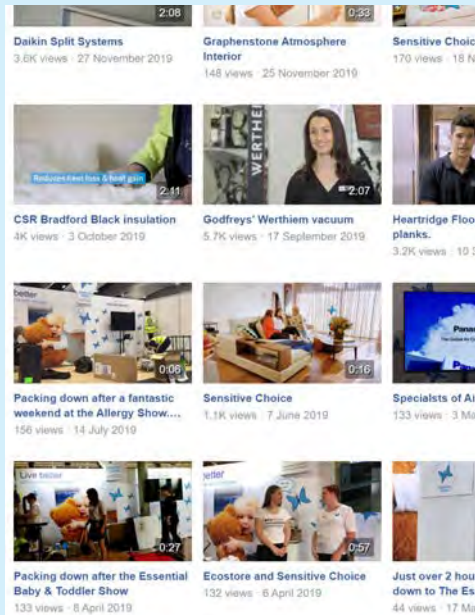 2:08
0:33
Daikin Split Systems
3.6K views · 27 November 2019
Graphenstone Atmosphere
Interior
148 views · 25 November 2019
Sensitive Choic
170 views · 18 N
WERTHE
Reduces heat loss & heat gain
2:11
2:07
CSR Bradford Black insulation
4K views · 3 October 2019
Godfreys' Werthiem vacuum
5.7K views · 17 September 2019
Heartridge Floo
planks.
3.2K views · 10 S
better
0:06
0:16
Pana
Packing down after a fantastic
weekend at the Allergy Show....
156 views · 14 July 2019
Sensitive Choice
1.1K views · 7 June 2019
Specialsts of Ai
133 views · 3 Ma
Live better
0:27
better
0:57
Packing down after the Essential
Baby & Toddler Show
133 views · 8 April 2019
Ecostore and Sensitive Choice
132 views · 6 April 2019
Just over 2 hou
down to The Es
44 views · 17 Ma